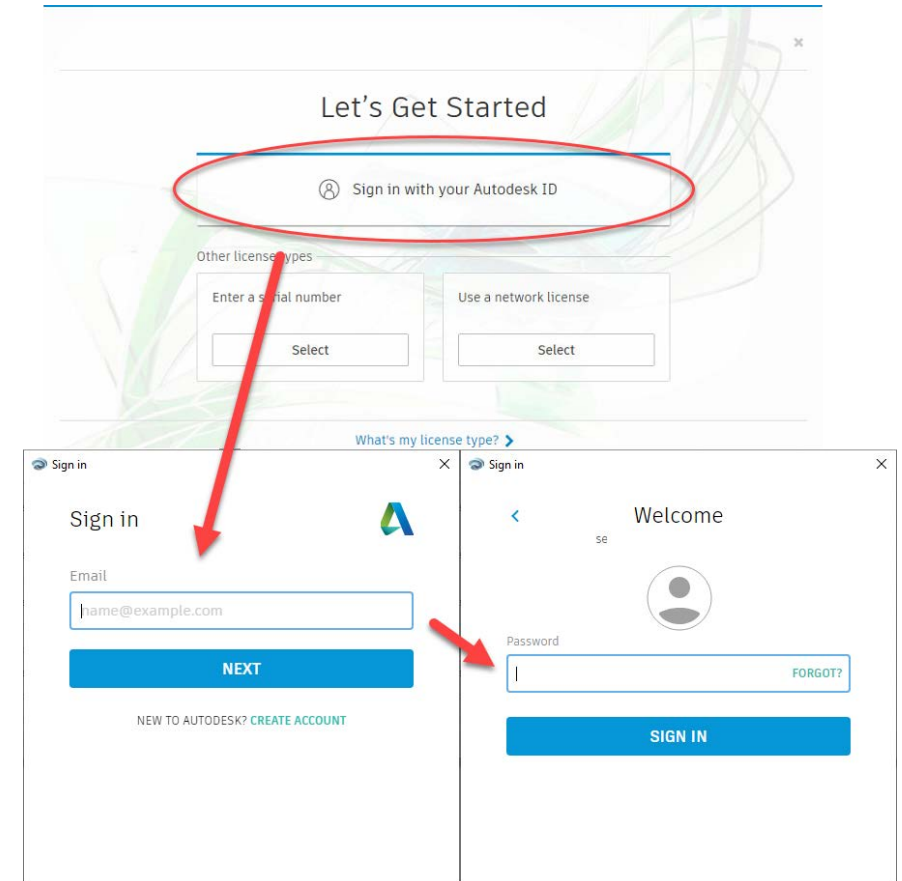 Let's Get Started
Sign in with your Autodesk ID
Other license types
Enter a serial number
Use a network license
Select
Select
What's my license type?
Sign in
Sign in
Email
name@example.com
NEXT
NEW TO AUTODESK? CREATE ACCOUNT
Sign in
Welcome
se
Password
FORGOT?
SIGN IN